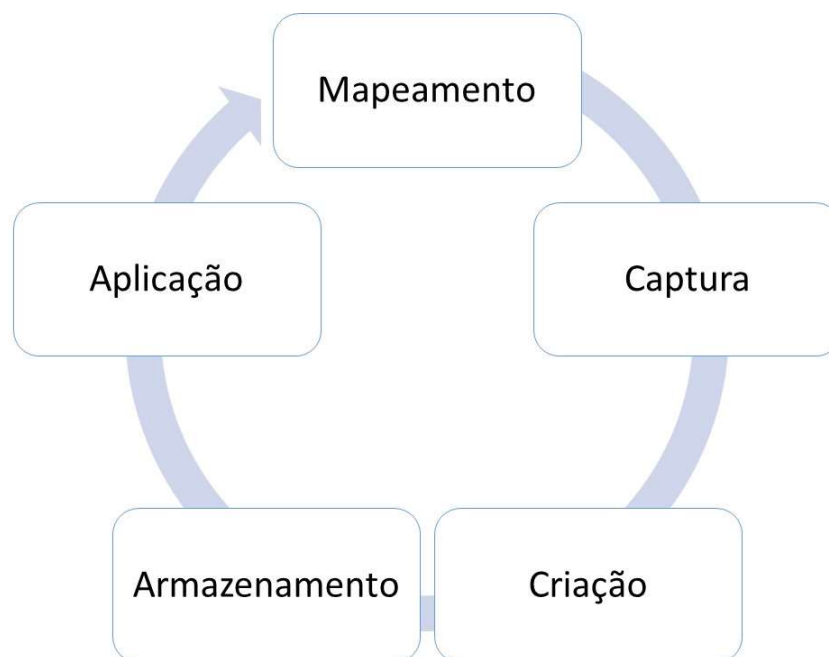 Mapeamento
Captura
Criação
Armazenamento
Aplicação